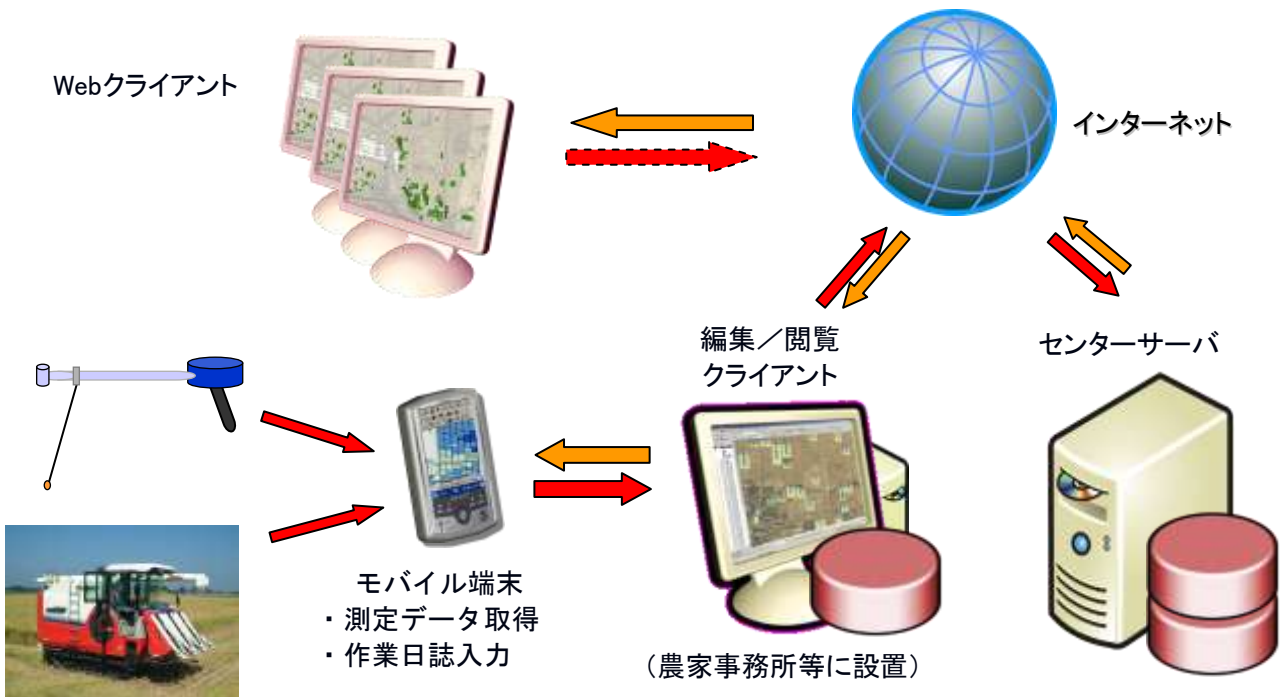 Webクライアント
インターネット
編集／閲覧
クライアント
センターサーバ
モバイル端末
・測定データ取得
・作業日誌入力
（農家事務所等に設置）